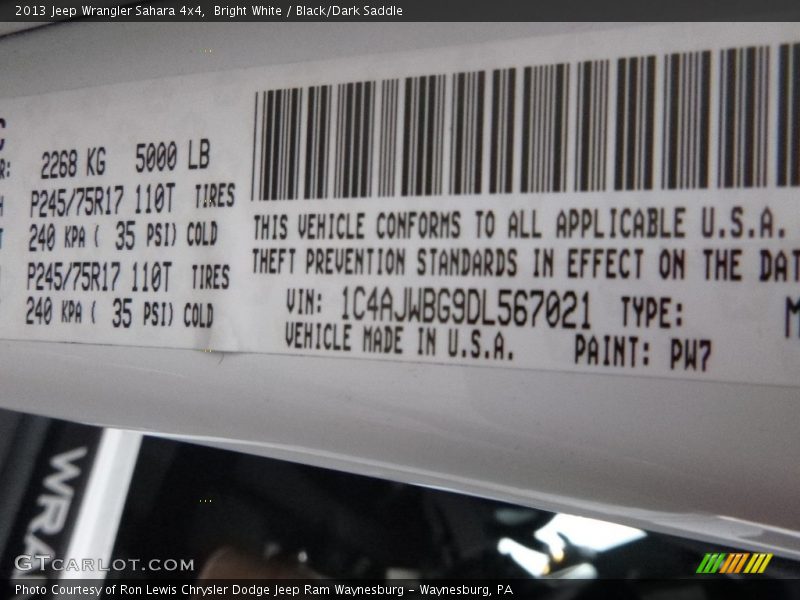 2013 Jeep Wrangler Sahara 4x4,  Bright White / Black/Dark Saddle
2268 KG   5000 LB
P245/75R17 110T   TIRES
240 KPA ( 35 PSI) COLD
P245/75R17 110T   TIRES
240 KPA ( 35 PSI) COLD
THIS VEHICLE CONFORMS TO ALL APPLICABLE U.S.A.
THEFT PREVENTION STANDARDS IN EFFECT ON THE DAT
VIN: 1C4AJWBG9DL567021   TYPE: M
VEHICLE MADE IN U.S.A.   PAINT: PW7
WRA
GTcarlot.com
Photo Courtesy of Ron Lewis Chrysler Dodge Jeep Ram Waynesburg - Waynesburg, PA